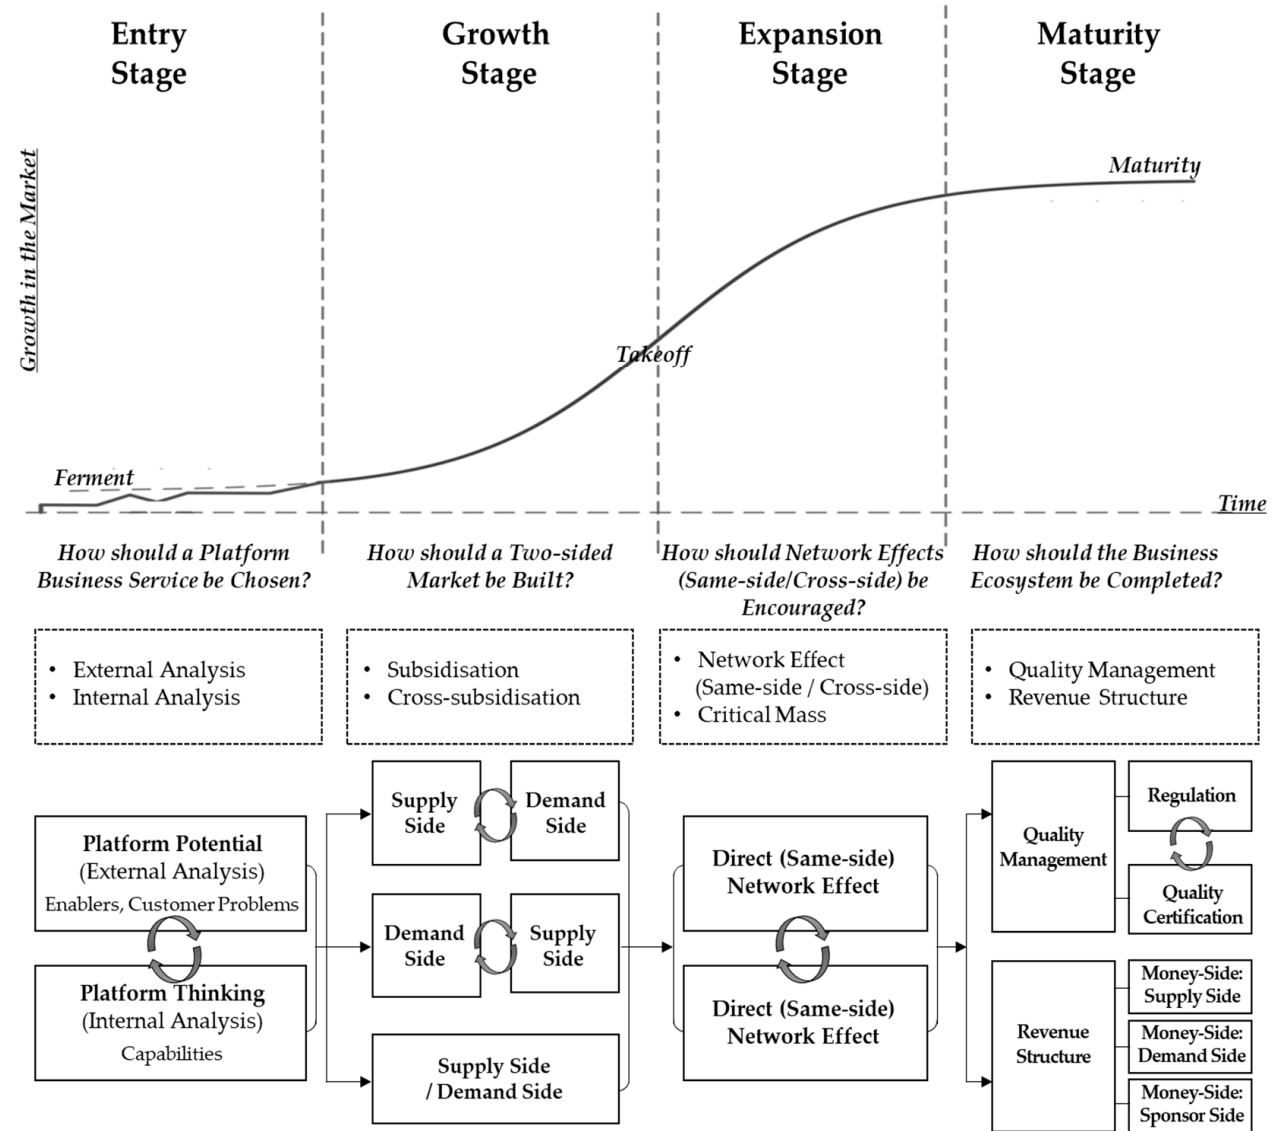 Entry
Stage
Growth
Stage
Expansion
Stage
Maturity
Stage
Growth in the Market
Maturity
Takeoff
Ferment
Time
How should a Platform
Business Service be Chosen?
How should a Two-sided
Market be Built?
How should Network Effects
(Same-side/Cross-side) be
Encouraged?
How should the Business
Ecosystem be Completed?
• External Analysis
• Internal Analysis
• Subsidisation
• Cross-subsidisation
• Network Effect
(Same-side / Cross-side)
• Critical Mass
• Quality Management
• Revenue Structure
Platform Potential
(External Analysis)
Enablers, Customer Problems
Platform Thinking
(Internal Analysis)
Capabilities
Supply
Side
Demand
Side
Demand
Side
Supply
Side
Supply Side
/ Demand Side
Direct (Same-side)
Network Effect
Direct (Same-side)
Network Effect
Quality
Management
Regulation
Quality
Certification
Revenue
Structure
Money-Side:
Supply Side
Money-Side:
Demand Side
Money-Side:
Sponsor Side